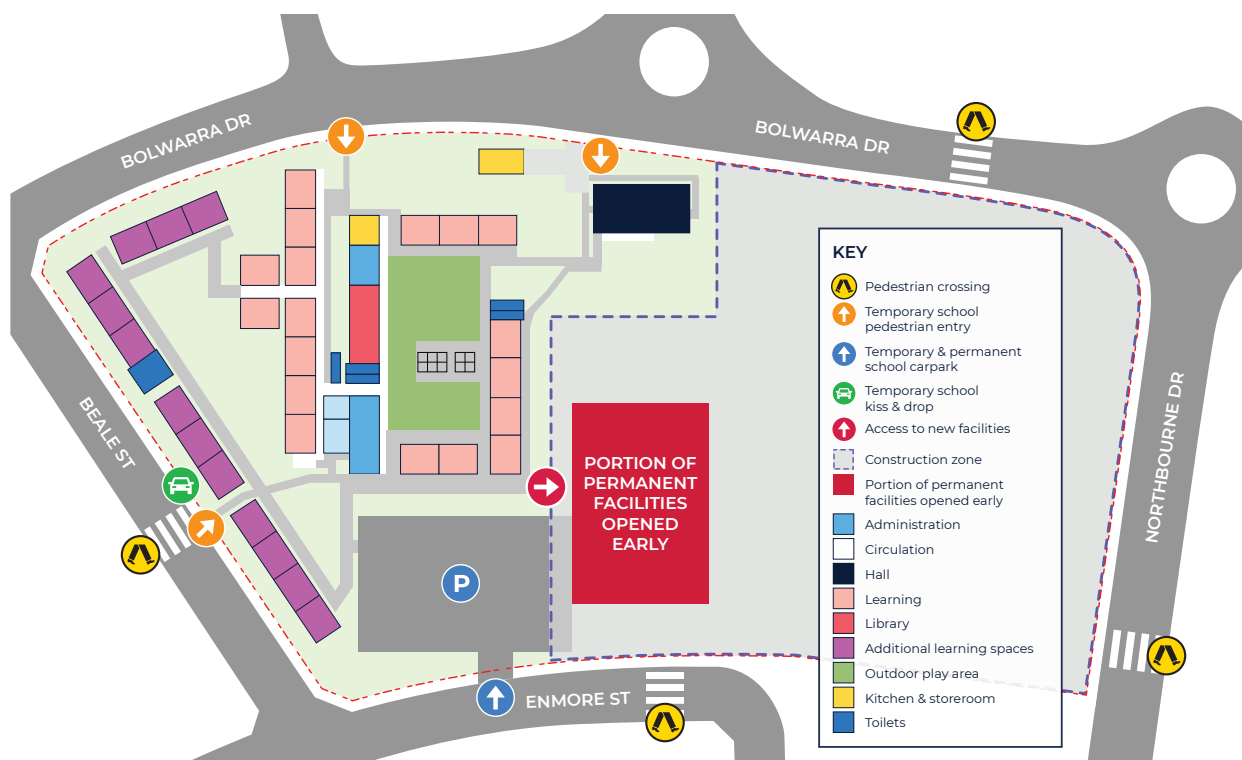 BOLWARRA DR
BOLWARRA DR
BEALE ST
NORTHBOURNE DR
ENMORE ST
P
PORTION OF
PERMANENT
FACILITIES
OPENED
EARLY
KEY
Pedestrian crossing
Temporary school
pedestrian entry
Temporary & permanent
school carpark
Temporary school
kiss & drop
Access to new facilities
Construction zone
Portion of permanent
facilities opened early
Administration
Circulation
Hall
Learning
Library
Additional learning spaces
Outdoor play area
Kitchen & storeroom
Toilets